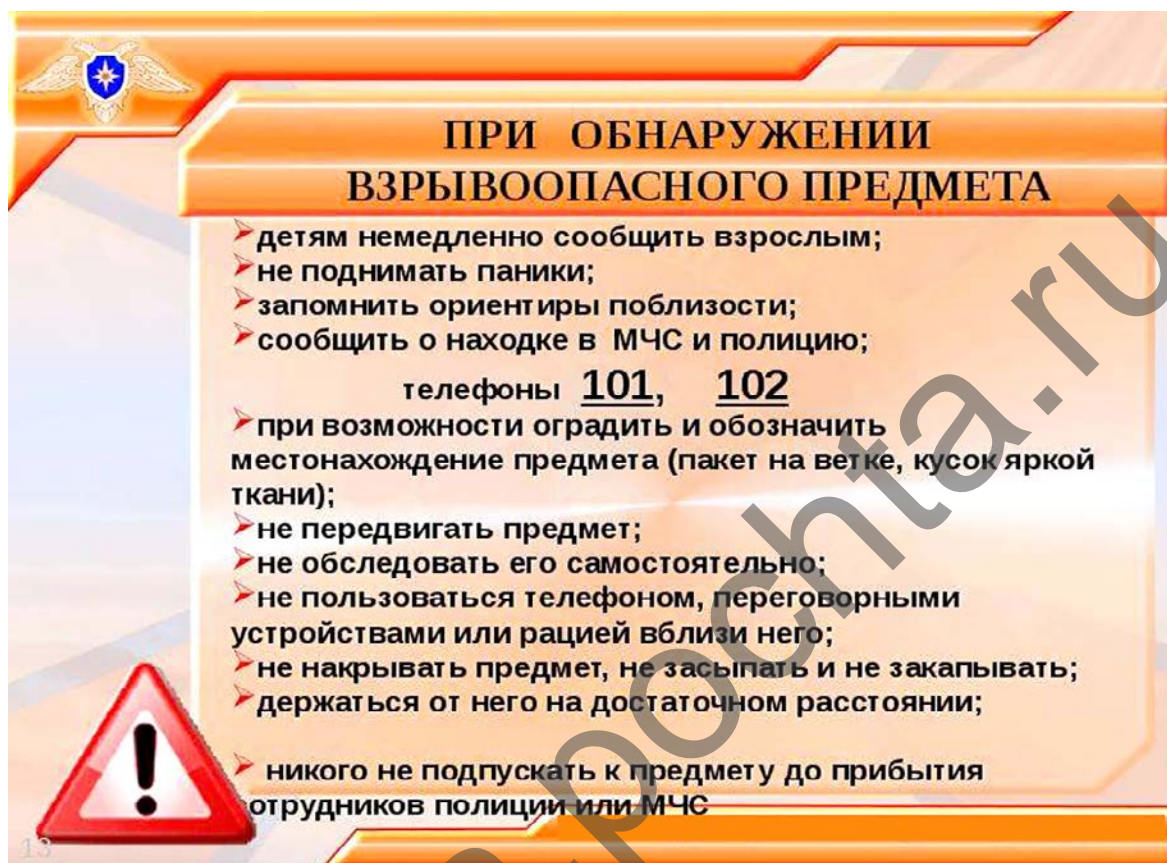 ПРИ ОБНАРУЖЕНИИ
ВЗРЫВООПАСНОГО ПРЕДМЕТА
➢детям немедленно сообщить взрослым;
➢не поднимать паники;
➢запомнить ориентиры поблизости;
➢сообщить о находке в МЧС и полицию;
телефоны 101, 102
➢при возможности оградить и обозначить
местонахождение предмета (пакет на ветке, кусок яркой
ткани);
➢не передвигать предмет;
➢не обследовать его самостоятельно;
➢не пользоваться телефоном, переговорными
устройствами или рацией вблизи него;
➢не накрывать предмет, не засыпать и не закапывать;
➢держаться от него на достаточном расстоянии;
➢ никого не подпускать к предмету до прибытия
сотрудников полиции или МЧС
13
pochta.ru